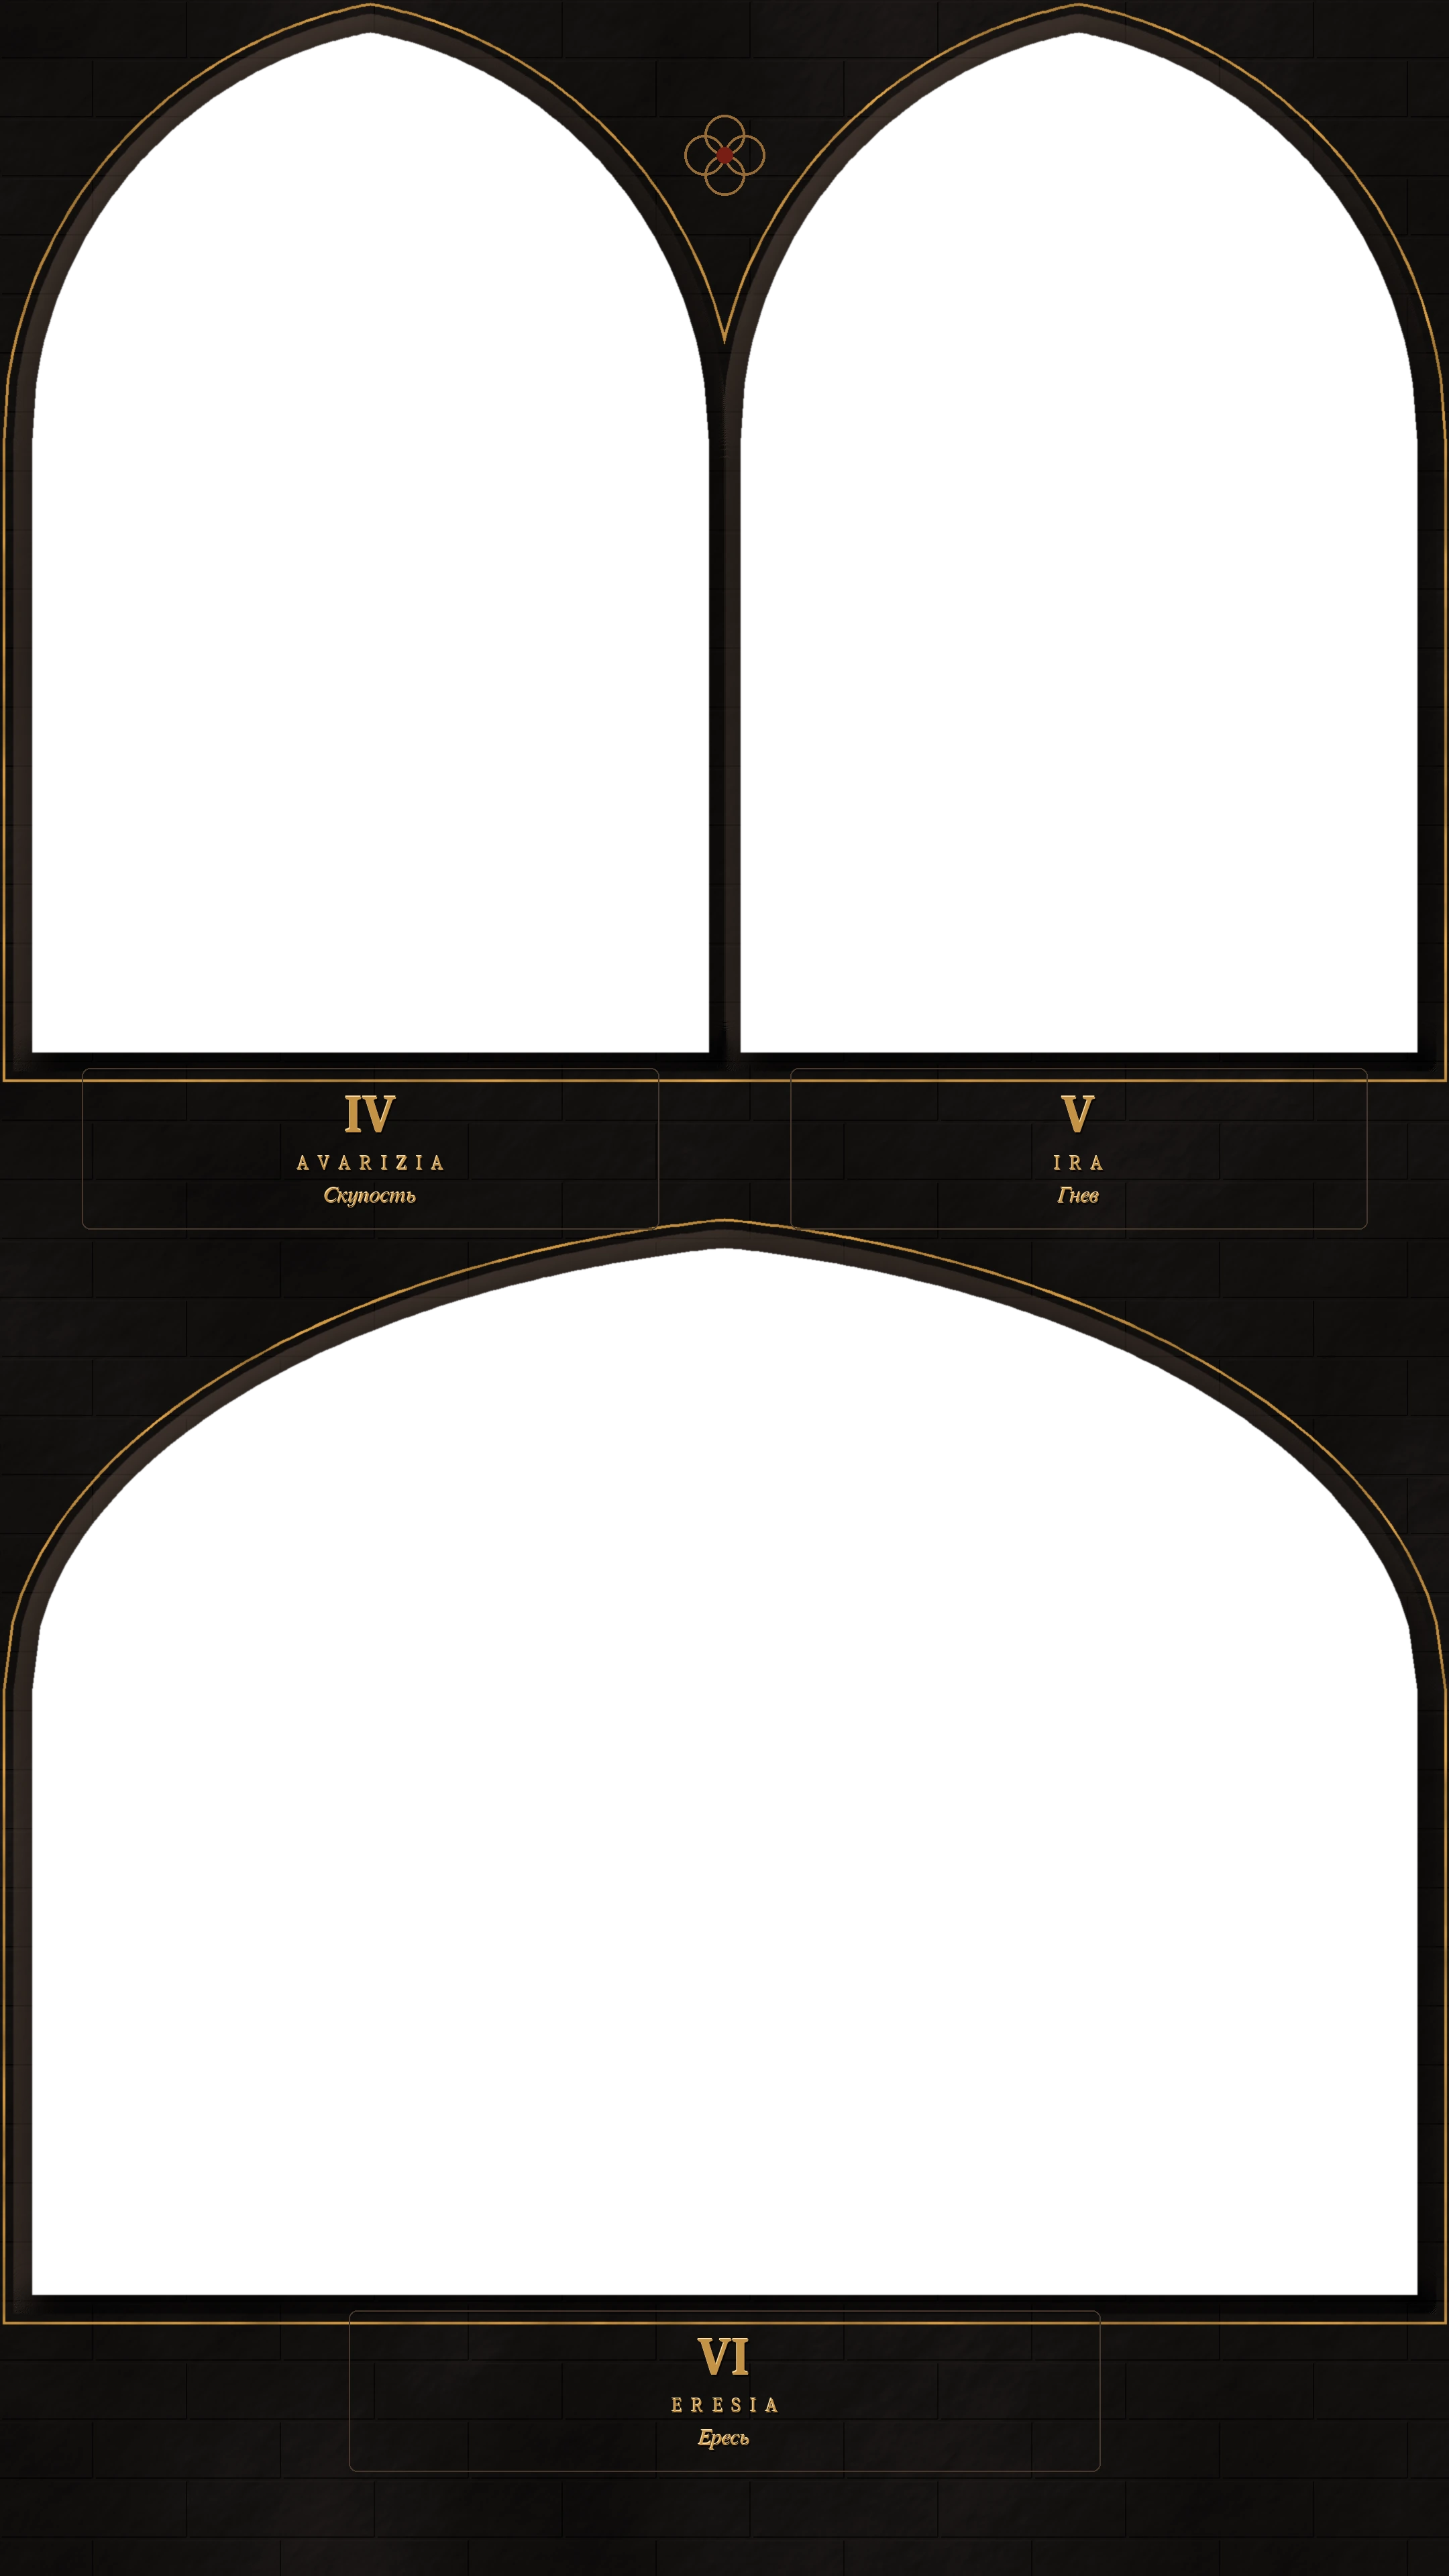 IV
AVARIZIA
Скупость
V
IRA
Гнев
VI
ERESIA
Ересь